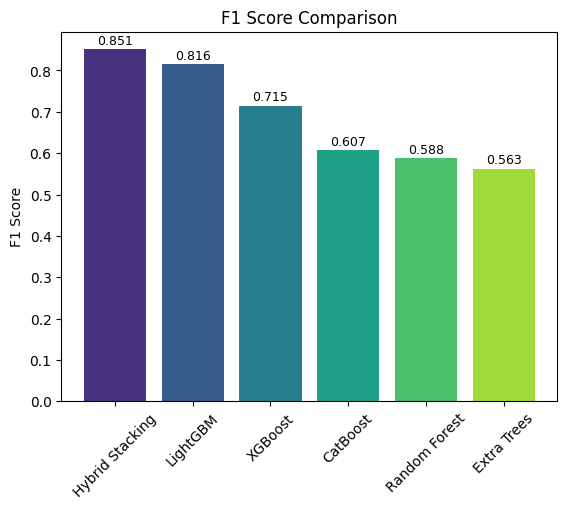 F1 Score Comparison
F1 Score
0.8
0.7
0.6
0.5
0.4
0.3
0.2
0.1
0.0
0.851
0.816
0.715
0.607
0.588
0.563
Hybrid Stacking
LightGBM
XGBoost
CatBoost
Random Forest
Extra Trees